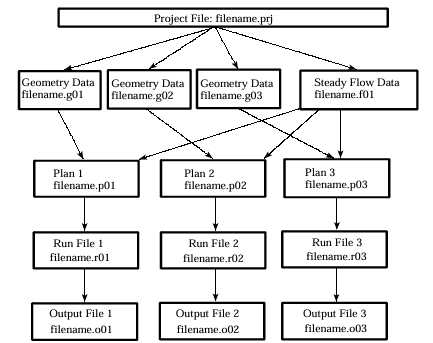 Project File: filename.prj
Geometry Data
filename.g01
Geometry Data
filename.g02
Geometry Data
filename.g03
Steady Flow Data
filename.f01
Plan 1
filename.p01
Plan 2
filename.p02
Plan 3
filename.p03
Run File 1
filename.r01
Run File 2
filename.r02
Run File 3
filename.r03
Output File 1
filename.o01
Output File 2
filename.o02
Output File 3
filename.o03